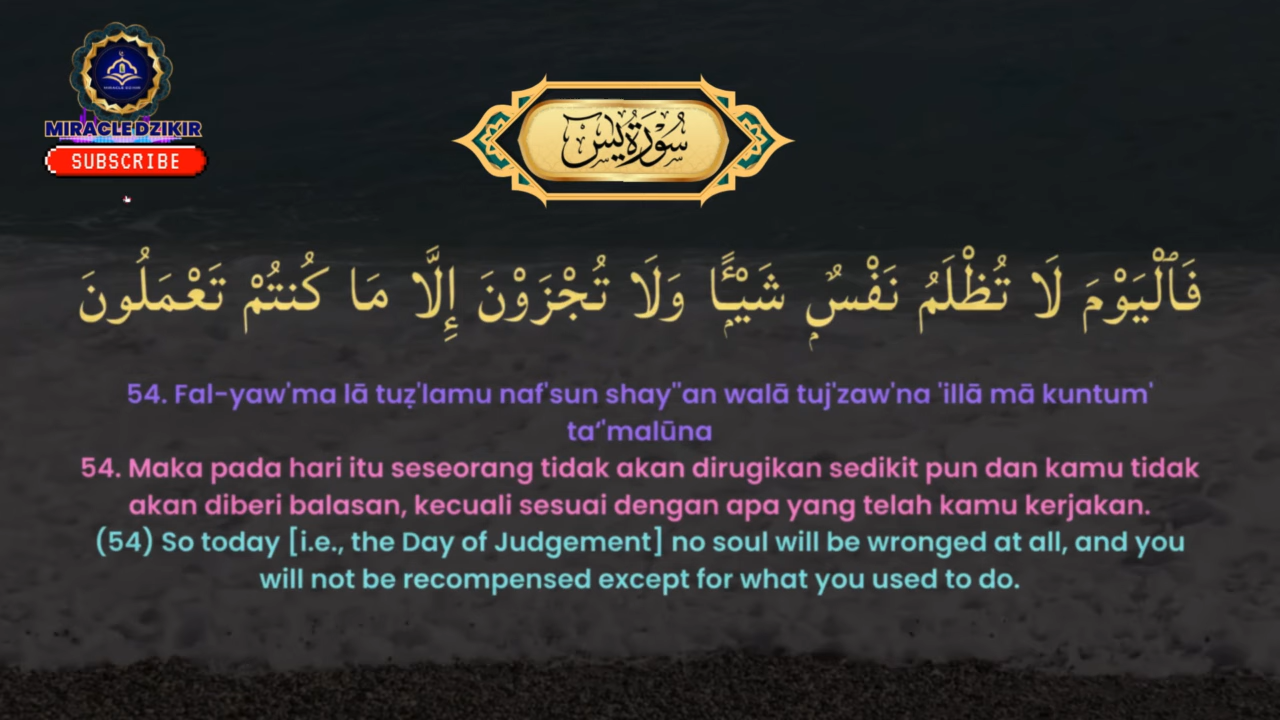 MIRACLE DZIKIR
SUBSCRIBE
سُورَةُ يس
فَٱلْيَوْمَ لَا تُظْلَمُ نَفْسٌ شَيْـًٔا وَلَا تُجْزَوْنَ إِلَّا مَا كُنتُمْ تَعْمَلُونَ
54. Fal-yaw'ma lā tuẓ'lamu naf'sun shay''an walā tuj'zaw'na 'illā mā kuntum'
ta‘'malūna
54. Maka pada hari itu seseorang tidak akan dirugikan sedikit pun dan kamu tidak
akan diberi balasan, kecuali sesuai dengan apa yang telah kamu kerjakan.
(54) So today [i.e., the Day of Judgement] no soul will be wronged at all, and you
will not be recompensed except for what you used to do.